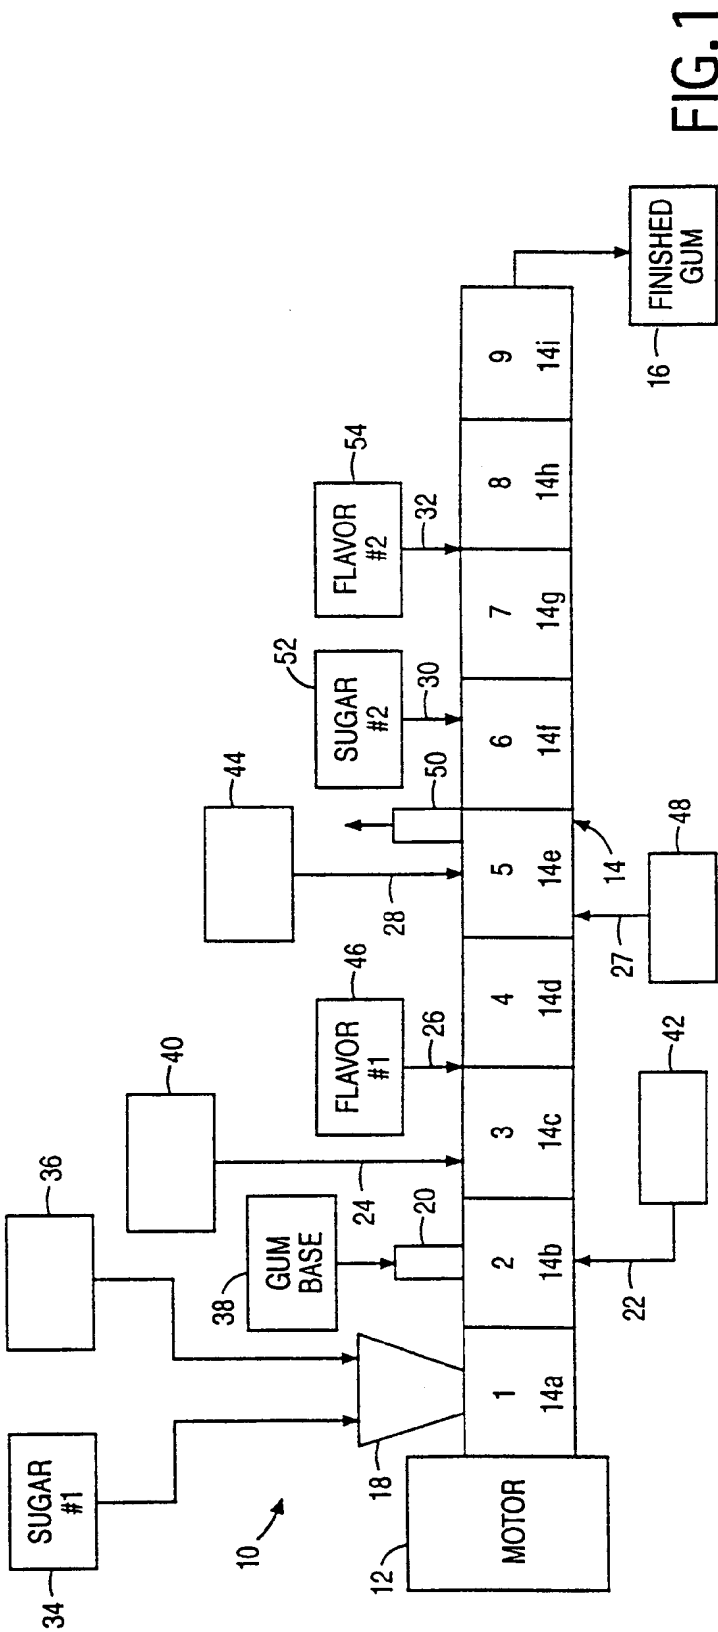 FIG. 1
36
40
44
SUGAR
#1
34
38
GUM
BASE
46
FLAVOR
#1
52
SUGAR
#2
54
FLAVOR
#2
10
18
20
24
26
28
50
30
32
12
MOTOR
1
14a
2
14b
3
14c
4
14d
5
14e
6
14f
7
14g
8
14h
9
14i
22
42
27
48
14
16
FINISHED
GUM